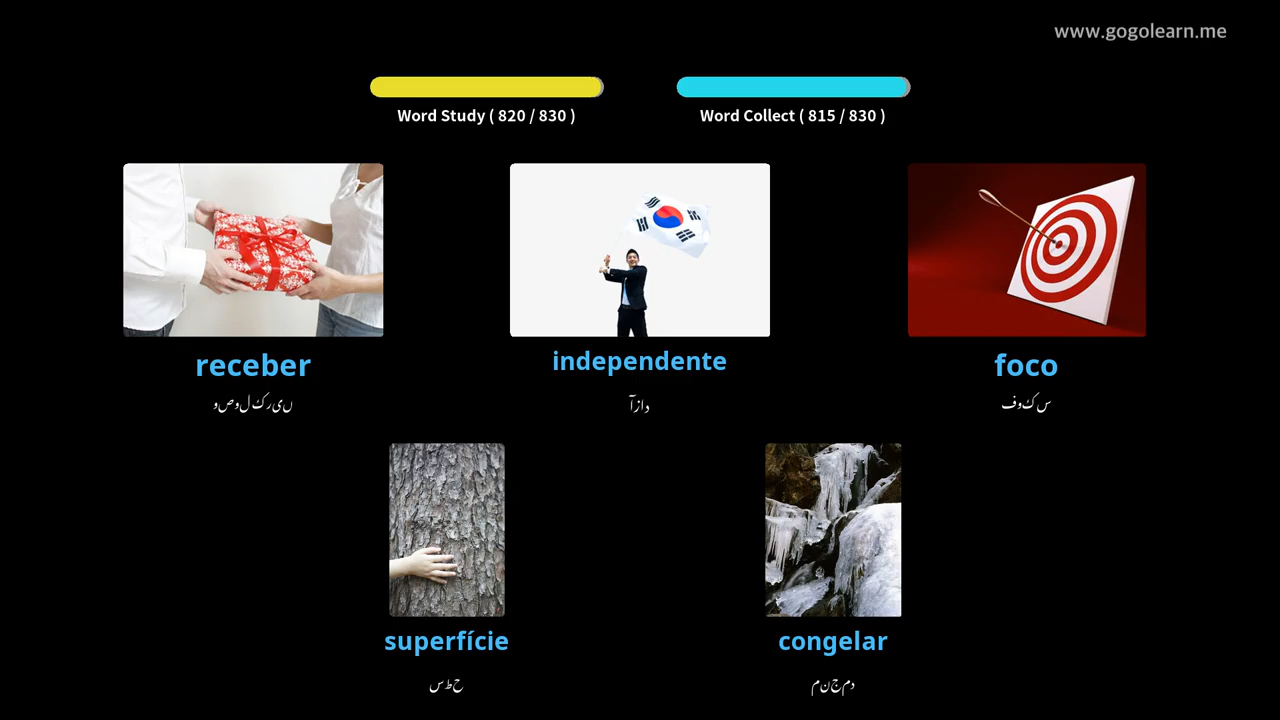 www.gogolearn.me
Word Study ( 820 / 830 )
Word Collect ( 815 / 830 )
receber
وصول کریں
independente
آزاد
foco
فوکس
superfície
سطح
congelar
منجمد